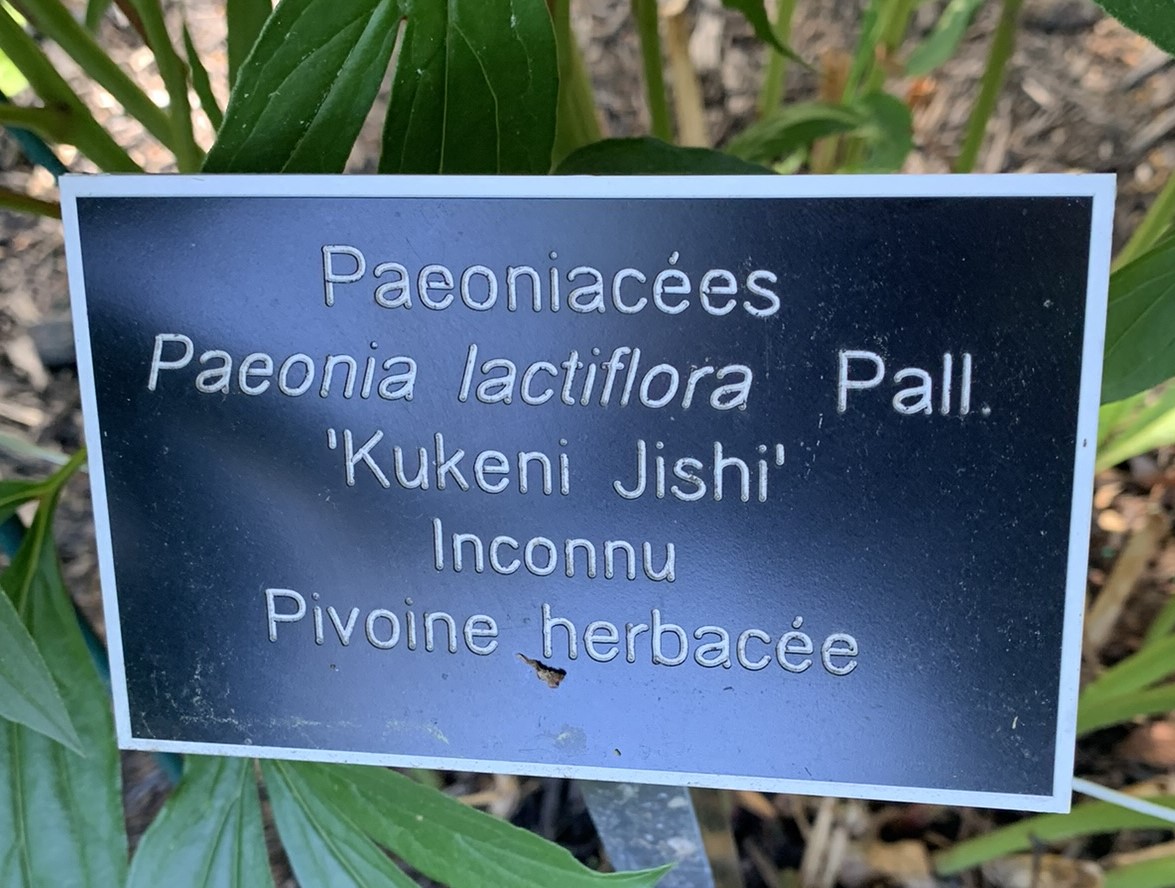 Paeoniacées
Paeonia lactiflora Pall.
'Kukeni Jishi'
Inconnu
Pivoine herbacée